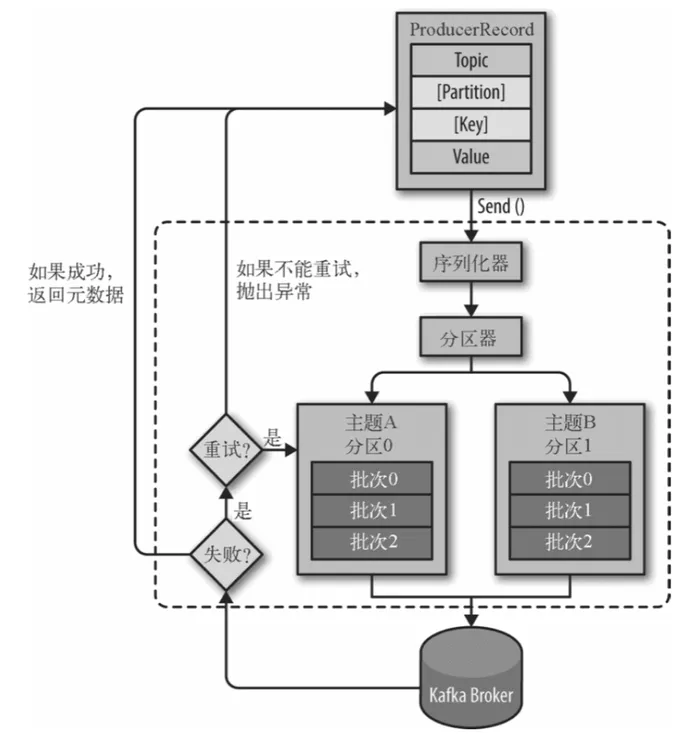 ProducerRecord
Topic
[Partition]
[Key]
Value
Send ()
如果成功，
返回元数据
如果不能重试，
抛出异常
序列化器
分区器
主题A
分区0
批次0
批次1
批次2
主题B
分区1
批次0
批次1
批次2
重试?
是
是
失败?
Kafka Broker